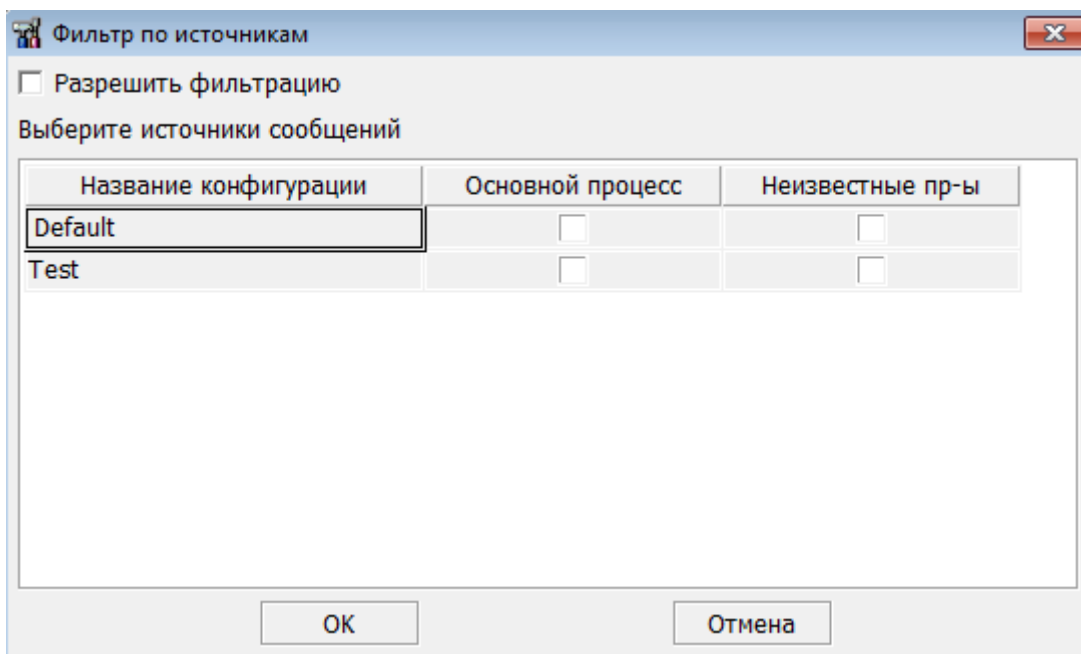 Фильтр по источникам
Разрешить фильтрацию
Выберите источники сообщений
Название конфигурации Основной процесс Неизвестные пр-ы
Default
Test
OK Отмена